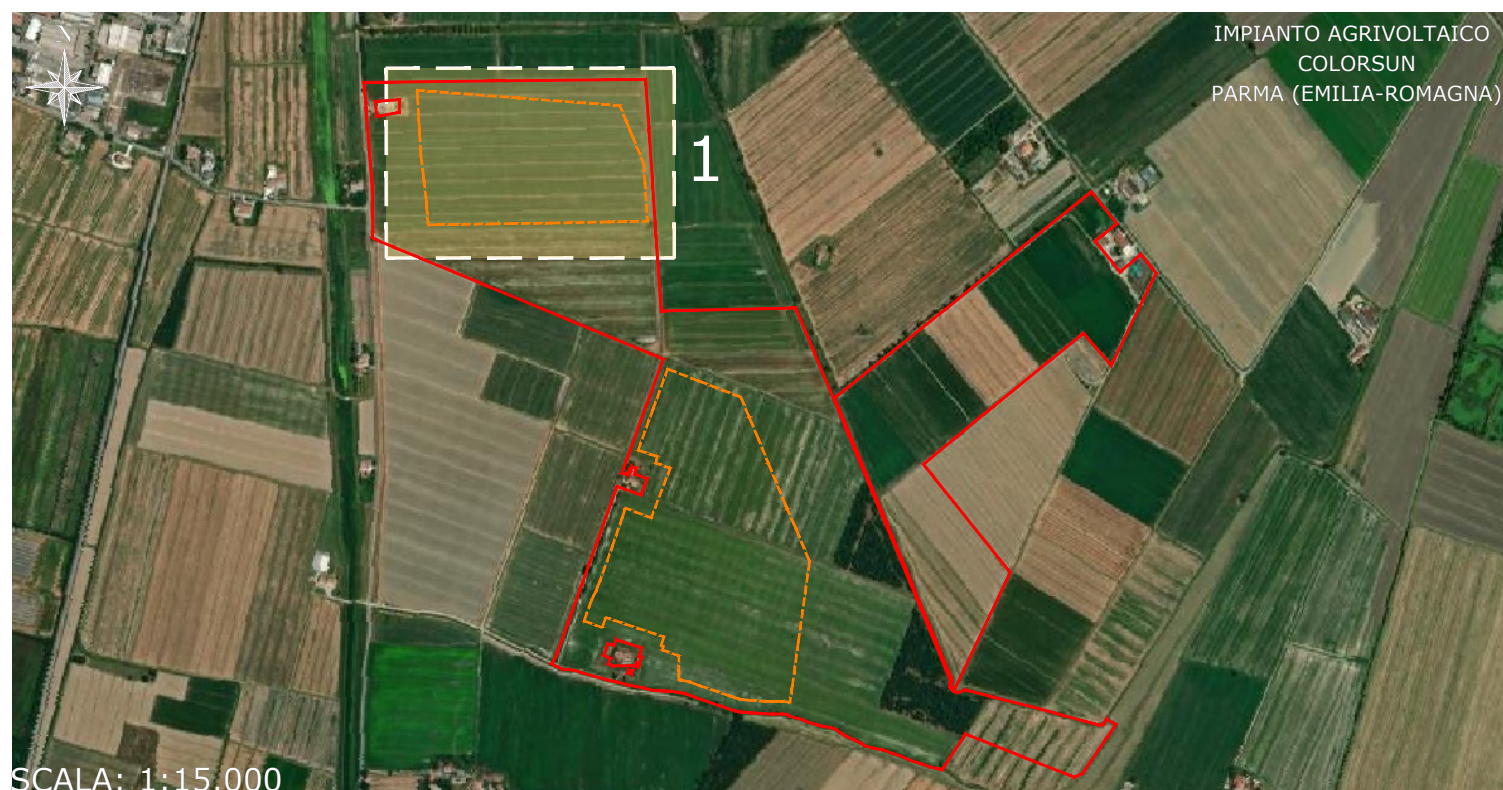 IMPIANTO AGRIVOLTAICO
COLORSUN
PARMA (EMILIA-ROMAGNA)
1
SCALA: 1:15.000